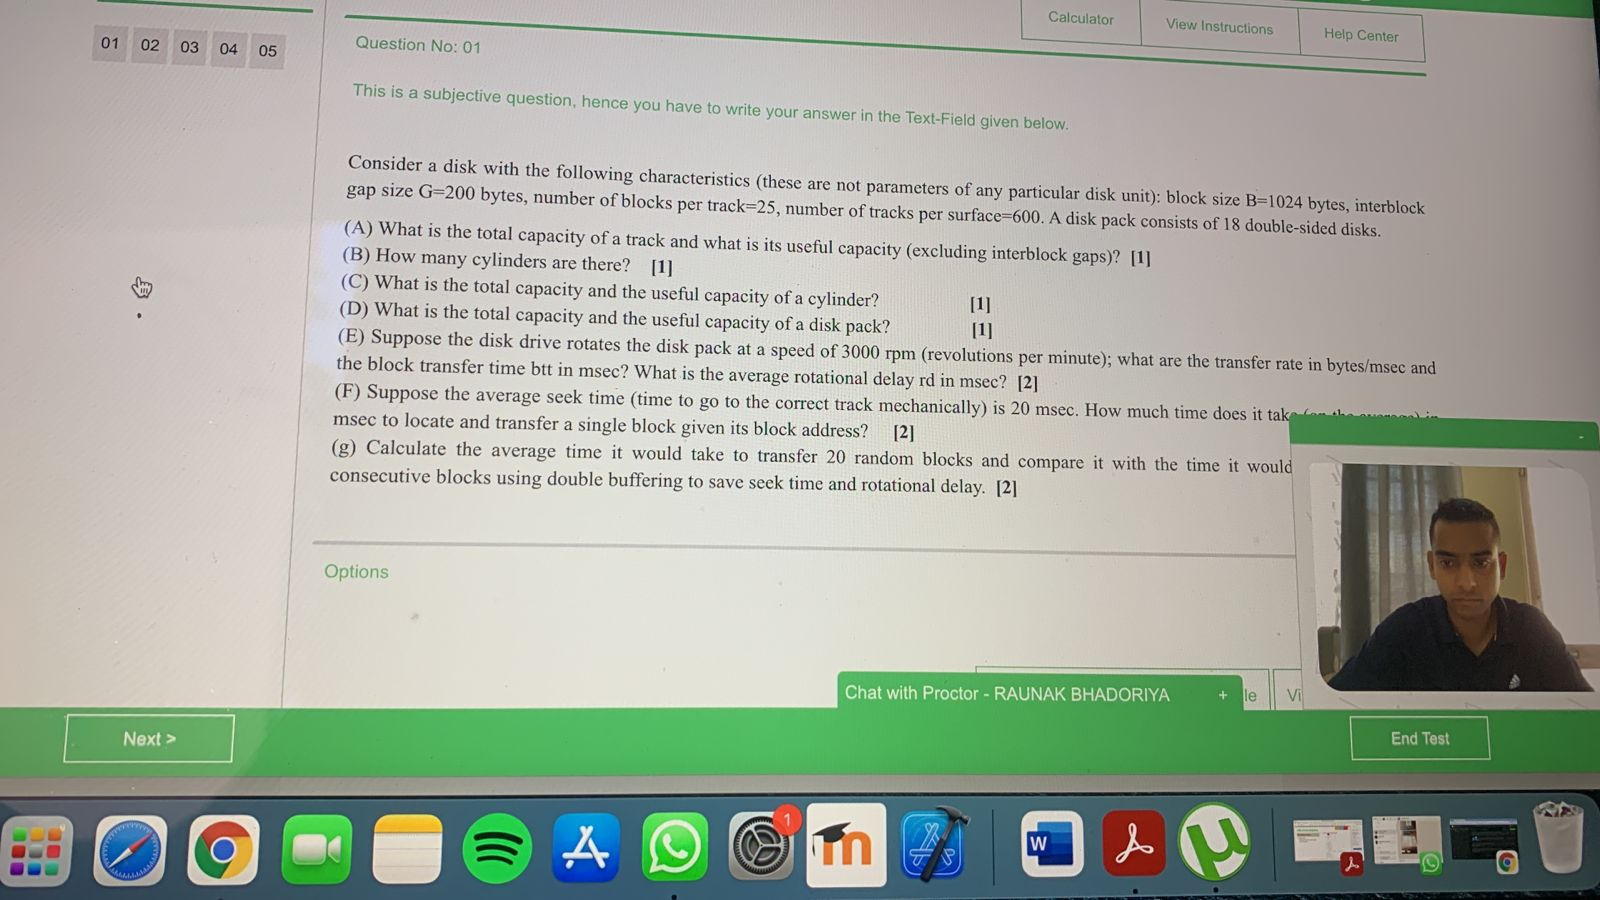 01 02 03 04 05
Calculator
View Instructions
Help Center
Question No: 01
This is a subjective question, hence you have to write your answer in the Text-Field given below.
Consider a disk with the following characteristics (these are not parameters of any particular disk unit): block size B=1024 bytes, interblock
gap size G=200 bytes, number of blocks per track=25, number of tracks per surface=600. A disk pack consists of 18 double-sided disks.
(A) What is the total capacity of a track and what is its useful capacity (excluding interblock gaps)? [1]
(B) How many cylinders are there? [1]
(C) What is the total capacity and the useful capacity of a cylinder? [1]
(D) What is the total capacity and the useful capacity of a disk pack? [1]
(E) Suppose the disk drive rotates the disk pack at a speed of 3000 rpm (revolutions per minute); what are the transfer rate in bytes/msec and
the block transfer time btt in msec? What is the average rotational delay rd in msec? [2]
(F) Suppose the average seek time (time to go to the correct track mechanically) is 20 msec. How much time does it take (on the average) in
msec to locate and transfer a single block given its block address? [2]
(g) Calculate the average time it would take to transfer 20 random blocks and compare it with the time it would
consecutive blocks using double buffering to save seek time and rotational delay. [2]
Options
Chat with Proctor - RAUNAK BHADORIYA +
le
Vi
Next >
End Test
1
m
W